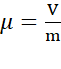 μ = v/m